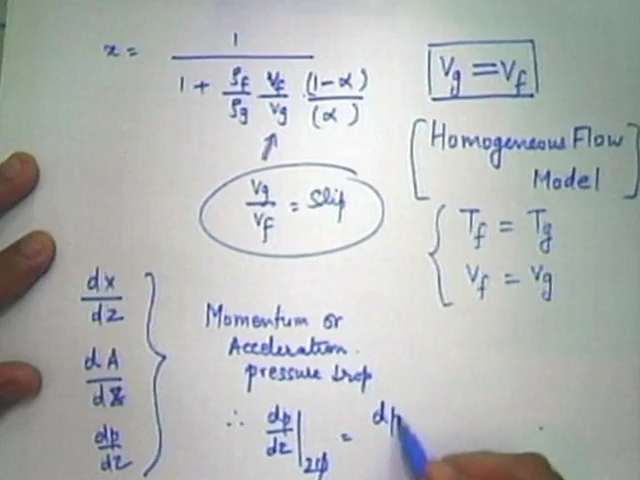 x = 1 / (1 + ρf/ρg Vf/Vg (1-α)/(α))
Vg = Vf
[Homogeneous Flow
Model]
Vg/Vf = Slip
Tf = Tg
Vf = Vg
dx/dz
dA/dz
dp/dz
Momentum or
Acceleration
pressure drop
∴ dp/dz|2φ = dp